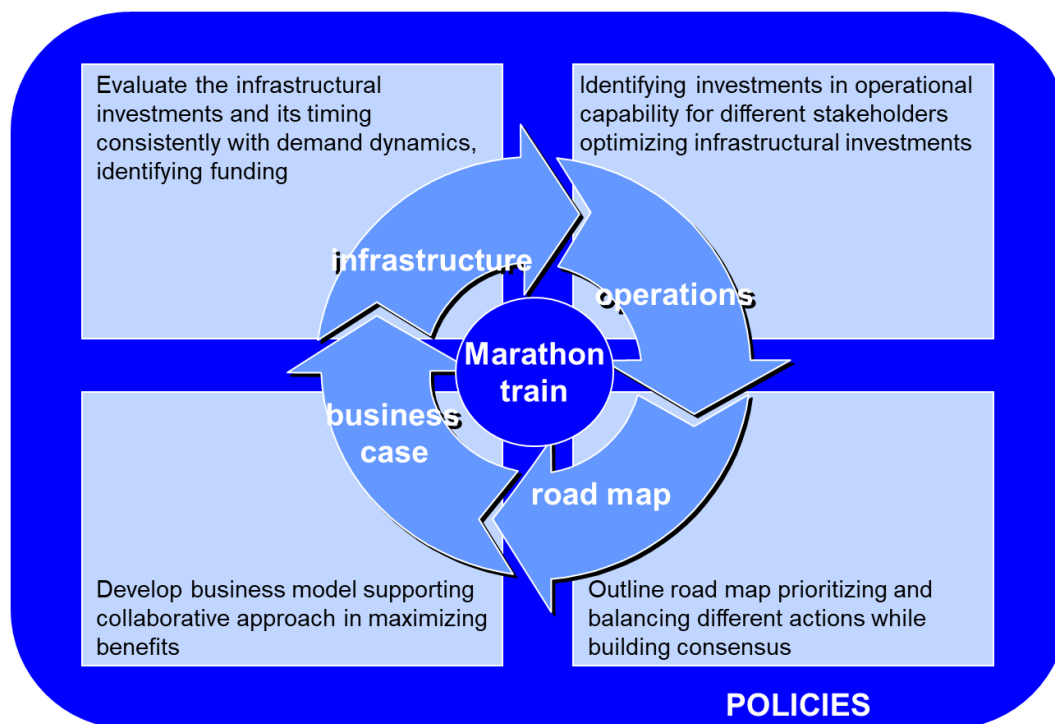 Evaluate the infrastructural
investments and its timing
consistently with demand dynamics,
identifying funding
Identifying investments in operational
capability for different stakeholders
optimizing infrastructural investments
infrastructure
operations
Marathon
train
business
case
road map
Develop business model supporting
collaborative approach in maximizing
benefits
Outline road map prioritizing and
balancing different actions while
building consensus
POLICIES